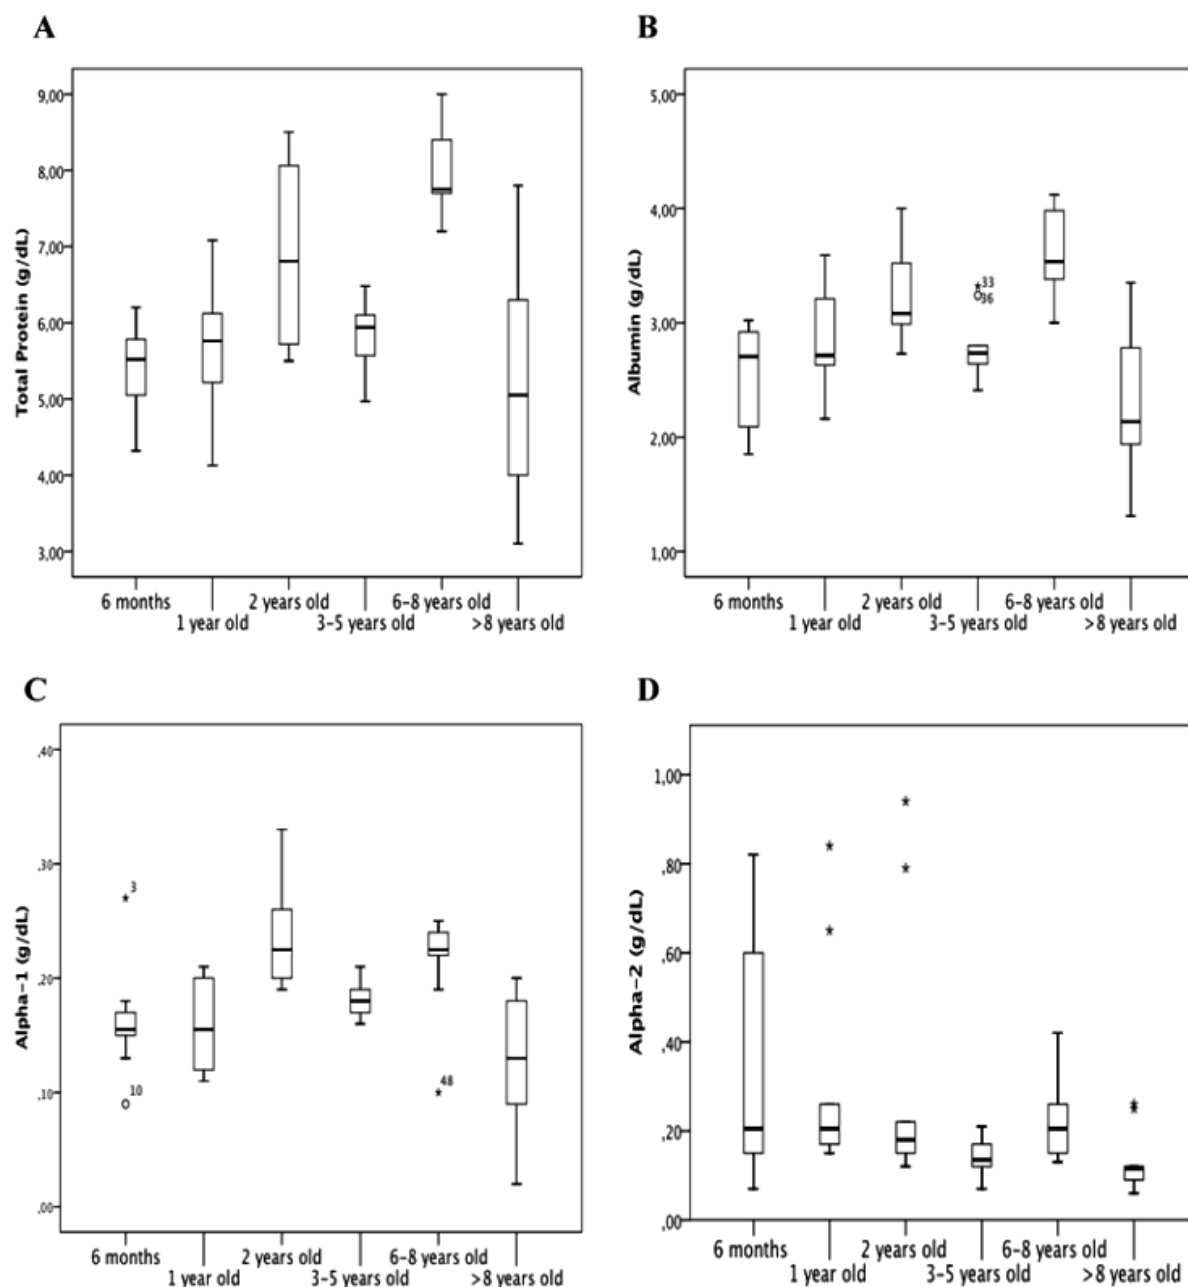 A
B
9,00
8,00
7,00
6,00
5,00
4,00
3,00
Total Protein (g/dL)
6 months
2 years old
6–8 years old
1 year old
3–5 years old
>8 years old
5,00
4,00
3,00
2,00
1,00
Albumin (g/dL)
33
36
6 months
2 years old
6–8 years old
1 year old
3–5 years old
>8 years old
C
D
,40
,30
,20
,10
,00
Alpha–1 (g/dL)
3
10
48
6 months
2 years old
6–8 years old
1 year old
3–5 years old
>8 years old
1,00
,80
,60
,40
,20
,00
Alpha–2 (g/dL)
6 months
2 years old
6–8 years old
1 year old
3–5 years old
>8 years old